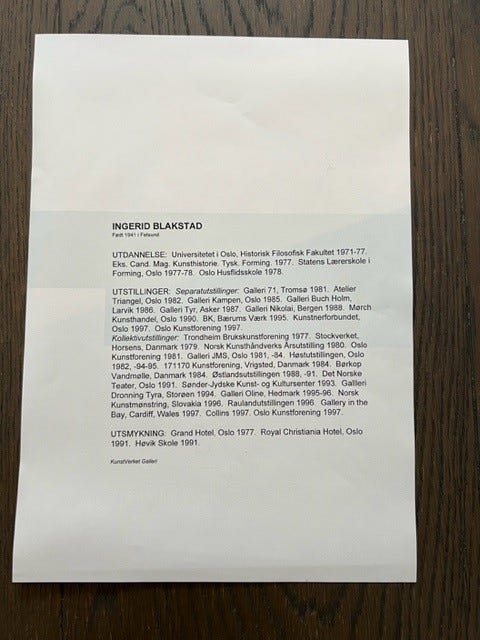 INGERID BLAKSTAD
Født 1941 i Fetsund
UTDANNELSE: Universitetet i Oslo, Historisk Filosofisk Fakultet 1971-77.
Eks. Cand. Mag. Kunsthistorie. Tysk. Forming. 1977. Statens Lærerskole i
Forming, Oslo 1977-78. Oslo Husflidsskole 1978.
UTSTILLINGER: Separatutstillinger: Galleri 71, Tromsø 1981. Atelier
Triangel, Oslo 1982. Galleri Kampen, Oslo 1985. Galleri Buch Holm,
Larvik 1986. Galleri Tyr, Asker 1987. Galleri Nikolai, Bergen 1988. Mørch
Kunsthandel, Oslo 1990. BK, Bærums Værk 1995. Kunstnerforbundet,
Oslo 1997. Oslo Kunstforening 1997.
Kollektivutstillinger: Trondheim Brukskunstforening 1977. Stockverket,
Horsens, Danmark 1979. Norsk Kunsthåndverks Årsutstilling 1980. Oslo
Kunstforening 1981. Galleri JMS, Oslo 1981, -84. Høstutstillingen, Oslo
1982, -94-95. 171170 Kunstforening, Vrigsted, Danmark 1984. Børkop
Vandmølle, Danmark 1984. Østlandsutstillingen 1988, -91. Det Norske
Teater, Oslo 1991. Sønder-Jydske Kunst- og Kultursenter 1993. Gallleri
Dronning Tyra, Storøen 1994. Galleri Oline, Hedmark 1995-96. Norsk
Kunstmønstring, Slovakia 1996. Raulandutstillingen 1996. Gallery in the
Bay, Cardiff, Wales 1997. Collins 1997. Oslo Kunstforening 1997.
UTSMYKNING: Grand Hotel, Oslo 1977. Royal Christiania Hotel, Oslo
1991. Høvik Skole 1991.
KunstVerket Galleri